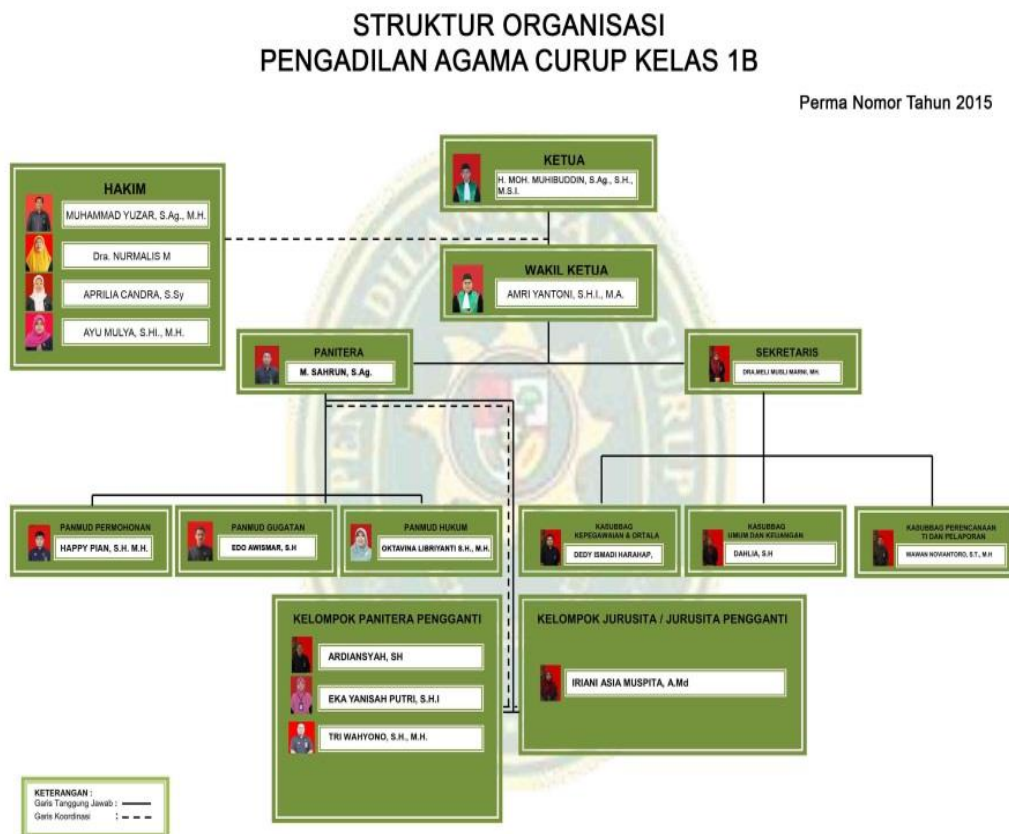 STRUKTUR ORGANISASI
PENGADILAN AGAMA CURUP KELAS 1B
Perma Nomor Tahun 2015
KETUA
H. MOH. MUHIBUDDIN, S.Ag., S.H.,
M.S.I.
HAKIM
MUHAMMAD YUZAR, S.Ag., M.H.
Dra. NURMALIS M
APRILIA CANDRA, S.Sy
AYU MULYA, S.HI., M.H.
WAKIL KETUA
AMRI YANTONI, S.H.I., M.A.
PANITERA
M. SAHRUN, S.Ag.
SEKRETARIS
DRA.MELI MUSLI MARNI, MH.
PANMUD PERMOHONAN
HAPPY PIAN, S.H. M.H.
PANMUD GUGATAN
EDO AWISMAR, S.H
PANMUD HUKUM
OKTAVINA LIBRIYANTI S.H., M.H.
KASUBBAG
KEPEGAWAIAN & ORTALA
DEDY ISMADI HARAHAP,
KASUBBAG
UMUM DAN KEUANGAN
DAHLIA, S.H
KASUBBAG PERENCANAAN
TI DAN PELAPORAN
WAWAN NOVIANTORO, S.T., M.H
KELOMPOK PANITERA PENGGANTI
ARDIANSYAH, SH
EKA YANISAH PUTRI, S.H.I
TRI WAHYONO, S.H., M.H.
KELOMPOK JURUSITA / JURUSITA PENGGANTI
IRIANI ASIA MUSPITA, A.Md
KETERANGAN :
Garis Tanggung Jawab :
Garis Koordinasi :